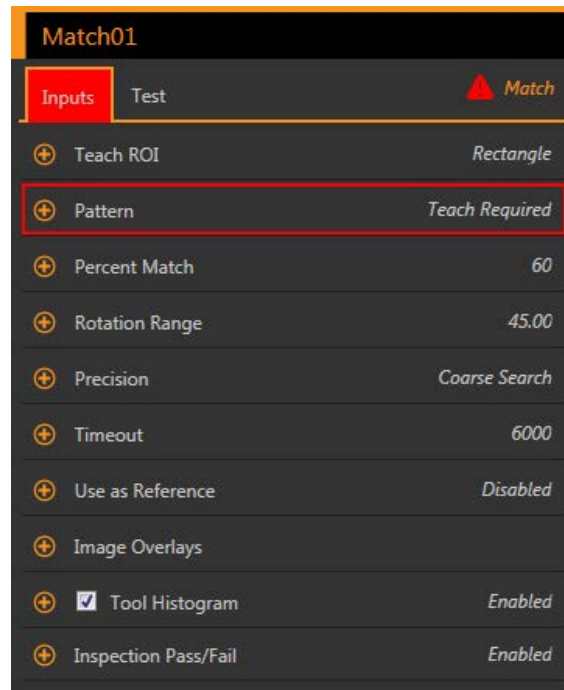 Match01
Inputs Test Match
Teach ROI Rectangle
Pattern Teach Required
Percent Match 60
Rotation Range 45.00
Precision Coarse Search
Timeout 6000
Use as Reference Disabled
Image Overlays
Tool Histogram Enabled
Inspection Pass/Fail Enabled